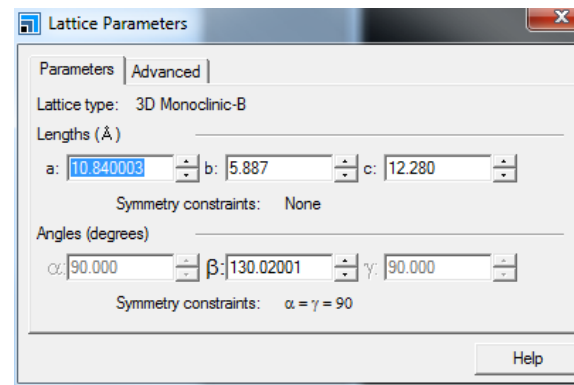 Lattice Parameters
Parameters Advanced
Lattice type: 3D Monoclinic-B
Lengths (Å)
a: 10.840003 b: 5.887 c: 12.280
Symmetry constraints: None
Angles (degrees)
α: 90.000 β: 130.02001 γ: 90.000
Symmetry constraints: α = γ = 90
Help